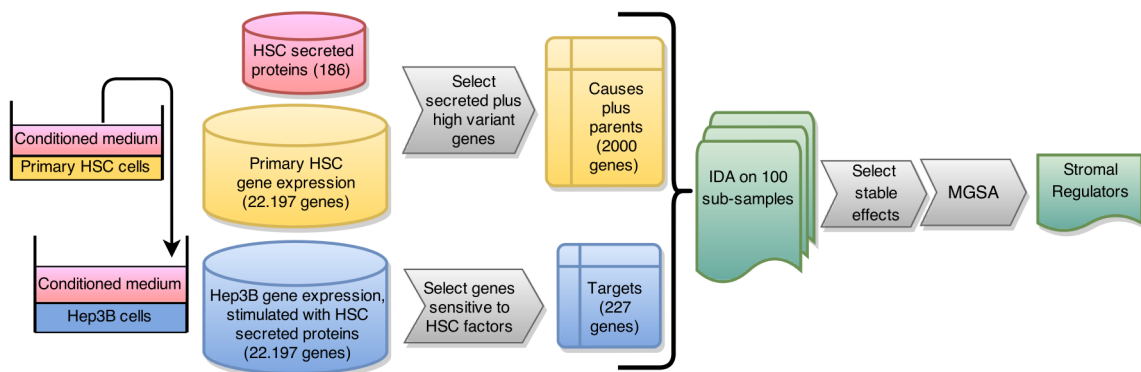 Conditioned medium
Primary HSC cells
Conditioned medium
Hep3B cells
HSC secreted
proteins (186)
Primary HSC
gene expression
(22.197 genes)
Hep3B gene expression,
stimulated with HSC
secreted proteins
(22.197 genes)
Select
secreted plus
high variant
genes
Select genes
sensitive to
HSC factors
Causes
plus
parents
(2000
genes)
Targets
(227
genes)
IDA on 100
sub-samples
Select
stable
effects
MGSA
Stromal
Regulators